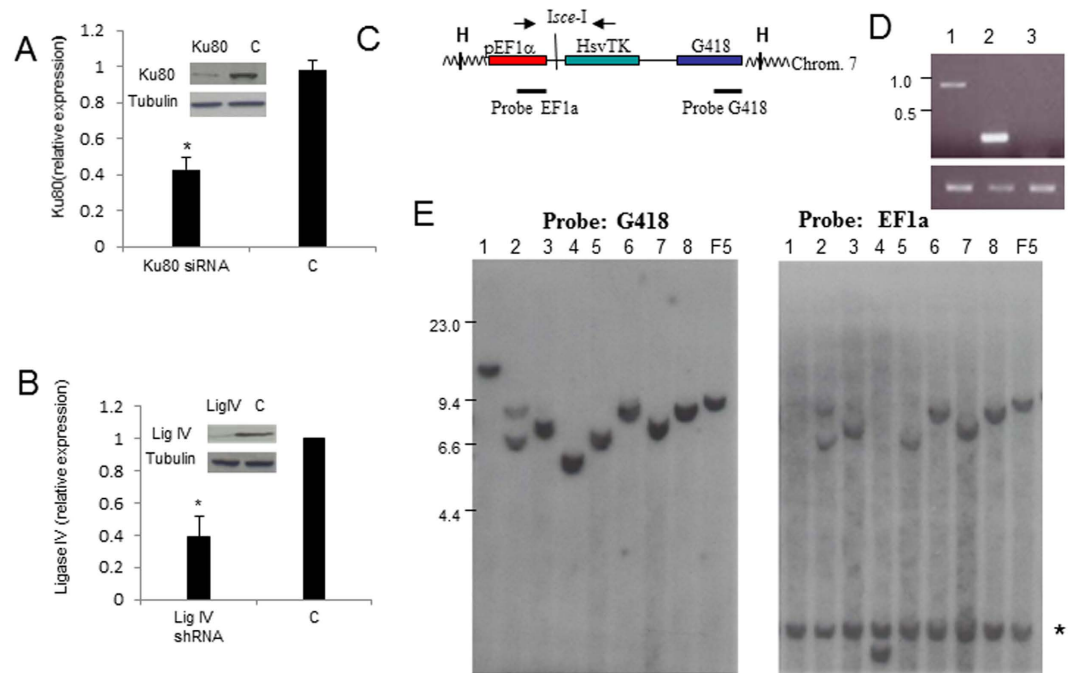 A
Ku80(relative expression)
1.2
1
0.8
0.6
0.4
0.2
0
Ku80 C
Ku80
Tubulin
*
Ku80 siRNA C
B
Ligase IV (relative expression)
1.2
1
0.8
0.6
0.4
0.2
0
LigIV C
Lig IV
Tubulin
*
Lig IV C
shRNA
C
Isce-I
H pEF1α HsvTK G418 H
Chrom. 7
Probe EF1a Probe G418
D
1 2 3
1.0
0.5
E
Probe: G418
1 2 3 4 5 6 7 8 F5
23.0
9.4
6.6
4.4
Probe: EF1a
1 2 3 4 5 6 7 8 F5
*